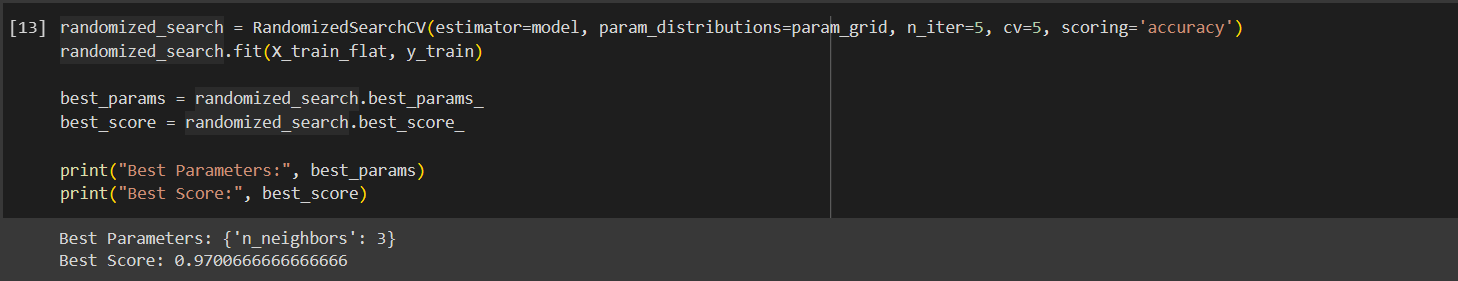 [13] randomized_search = RandomizedSearchCV(estimator=model, param_distributions=param_grid, n_iter=5, cv=5, scoring='accuracy')
randomized_search.fit(X_train_flat, y_train)
best_params = randomized_search.best_params_
best_score = randomized_search.best_score_
print("Best Parameters:", best_params)
print("Best Score:", best_score)
Best Parameters: {'n_neighbors': 3}
Best Score: 0.9700666666666666